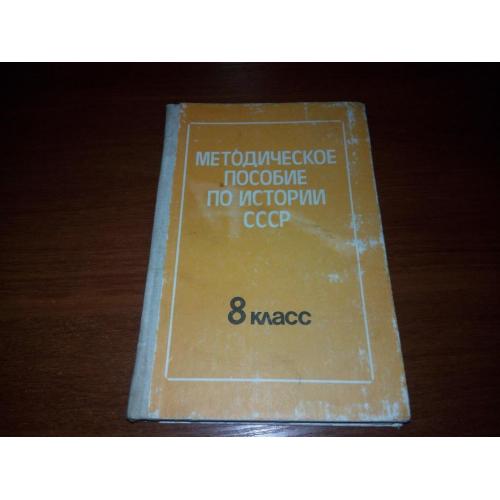 МЕТОДИЧЕСКОЕ
ПОСОБИЕ
ПО ИСТОРИИ
СССР
8 класс